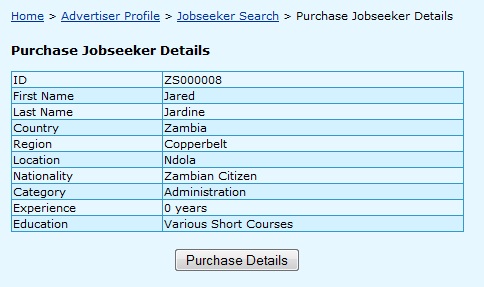 Home > Advertiser Profile > Jobseeker Search > Purchase Jobseeker Details
Purchase Jobseeker Details
ID ZS000008
First Name Jared
Last Name Jardine
Country Zambia
Region Copperbelt
Location Ndola
Nationality Zambian Citizen
Category Administration
Experience 0 years
Education Various Short Courses
Purchase Details